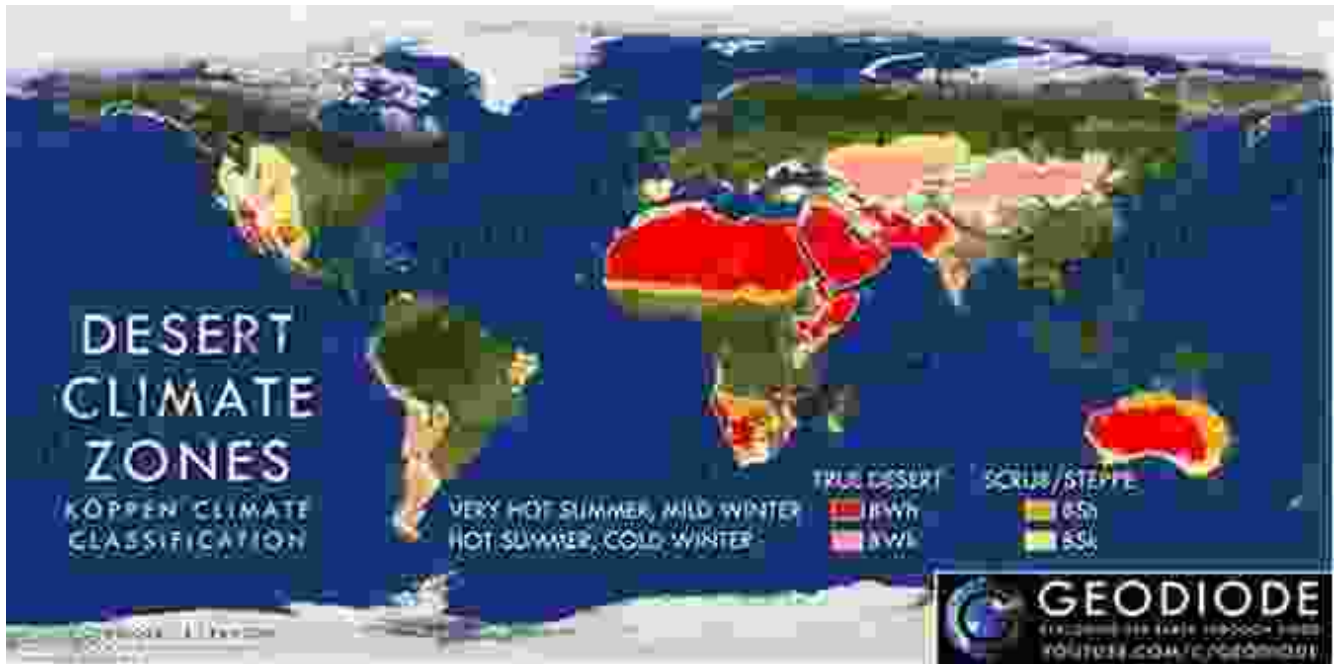 DESERT
CLIMATE
ZONES
KÖPPEN CLIMATE
CLASSIFICATION
TRUE DESERT SCRUB/STEPPE
VERY HOT SUMMER, MILD WINTER BWh BSh
HOT SUMMER, COLD WINTER BWk BSk
GEODIODE
YOUTUBE.COM/C/GEODIODE